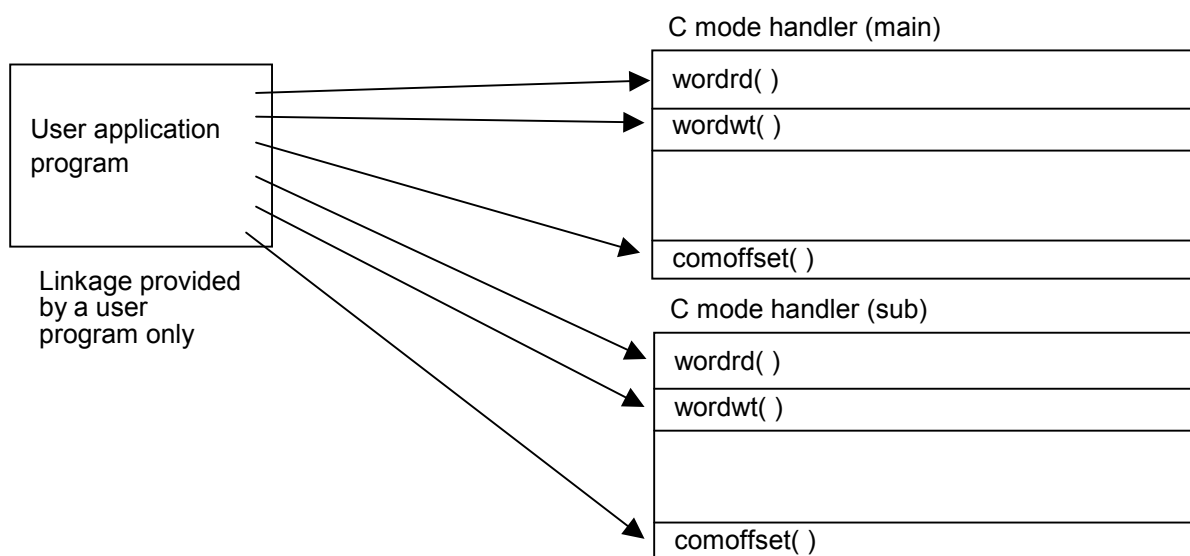 C mode handler (main)
wordrd( )
wordwt( )
comoffset( )
User application
program
Linkage provided
by a user
program only
C mode handler (sub)
wordrd( )
wordwt( )
comoffset( )